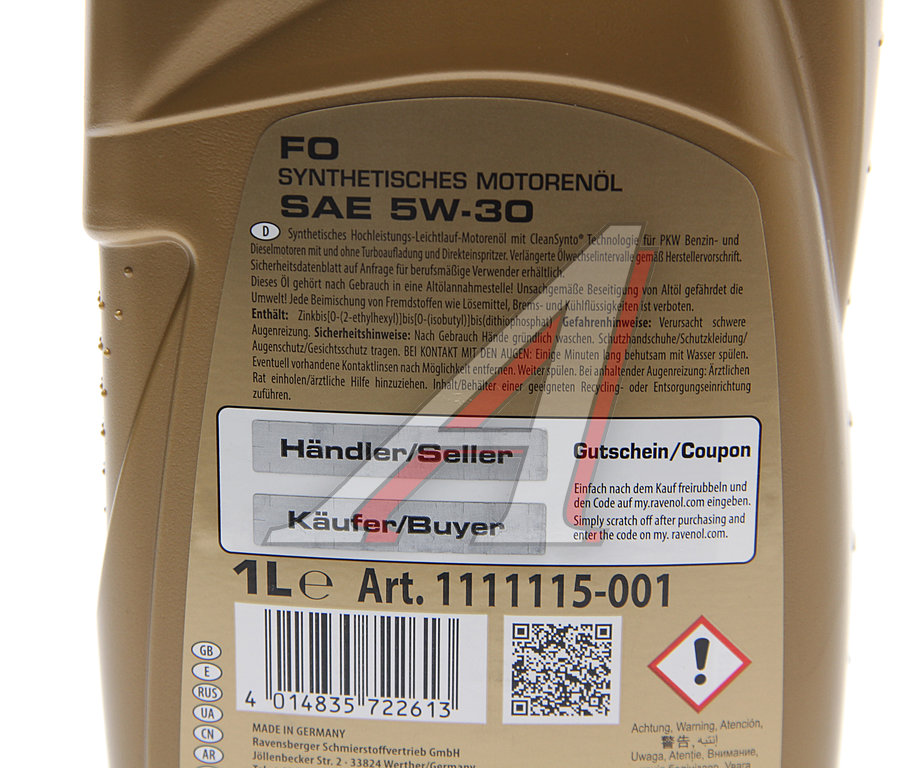 FO
SYNTHETISCHES MOTORENÖL
SAE 5W-30
D Synthetisches Hochleistungs-Leichtlauf-Motorenöl mit CleanSynto® Technologie für PKW Benzin- und
Dieselmotoren mit und ohne Turboaufladung und Direkteinspritzer. Verlängerte Ölwechselintervalle gemäß Herstellervorschrift.
Sicherheitsdatenblatt auf Anfrage für berufsmäßige Verwender erhältlich.
Dieses Öl gehört nach Gebrauch in eine Altölannahmestelle! Unsachgemäße Beseitigung von Altöl gefährdet die
Umwelt! Jede Beimischung von Fremdstoffen wie Lösemittel, Brems- und Kühlflüssigkeiten ist verboten.
Enthält: Zinkbis[O-(2-ethylhexyl)]bis[O-(isobutyl)]bis(dithiophosphat) Gefahrenhinweise: Verursacht schwere
Augenreizung. Sicherheitshinweise: Nach Gebrauch Hände gründlich waschen. Schutzhandschuhe/Schutzkleidung/
Augenschutz/Gesichtsschutz tragen. BEI KONTAKT MIT DEN AUGEN: Einige Minuten lang behutsam mit Wasser spülen.
Eventuell vorhandene Kontaktlinsen nach Möglichkeit entfernen. Weiter spülen. Bei anhaltender Augenreizung: Ärztlichen
Rat einholen/ärztliche Hilfe hinzuziehen. Inhalt/Behälter einer geeigneten Recycling- oder Entsorgungseinrichtung
zuführen.
Händler/Seller
Käufer/Buyer
Gutschein/Coupon
Einfach nach dem Kauf freirubbeln und
den Code auf my.ravenol.com eingeben.
Simply scratch off after purchasing and
enter the code on my. ravenol.com.
1L℮ Art. 1111115-001
4 014835 722613
GB
E
RUS
UA
CN
AR
MADE IN GERMANY
Ravensberger Schmierstoffvertrieb GmbH
Jöllenbecker Str. 2 - 33824 Werther/Germany
Achtung, Warning, Atención,
警告, انتبه,
Uwaga, Atenție, Внимание,